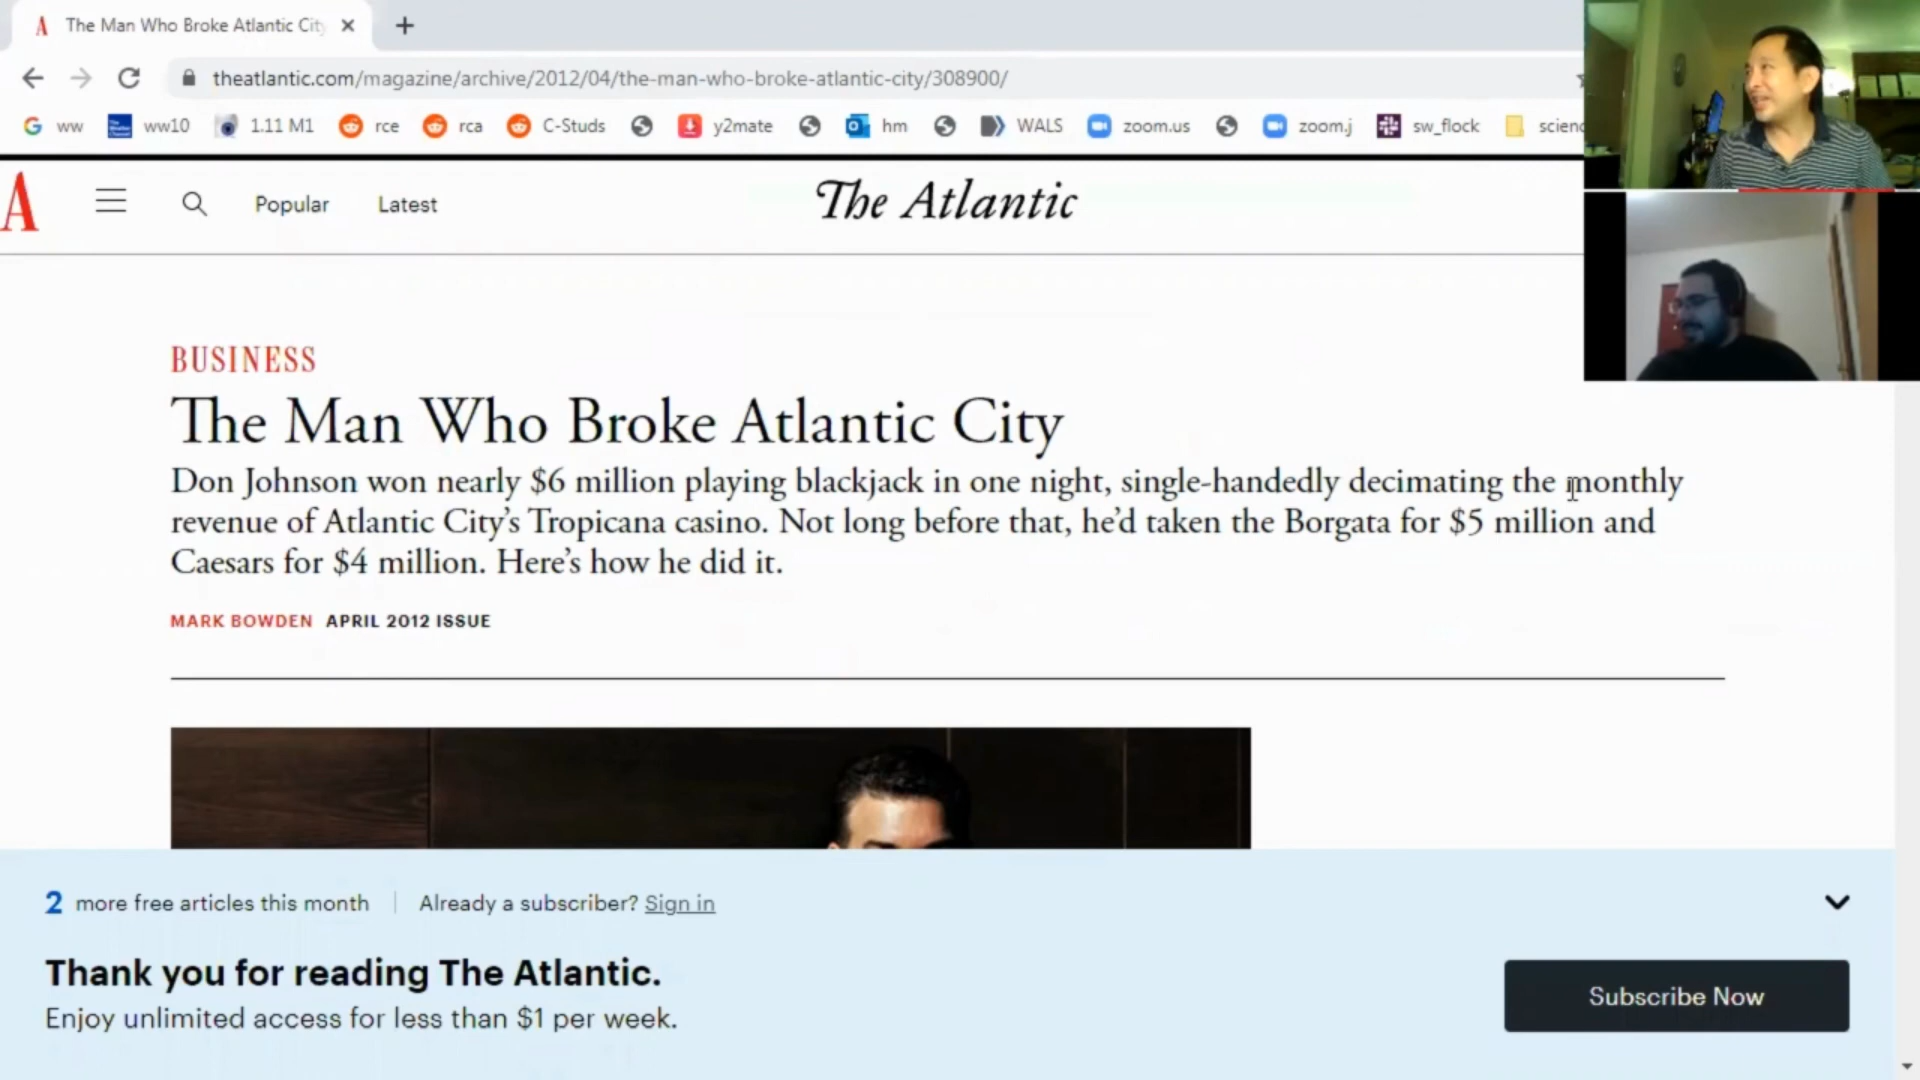 The Man Who Broke Atlantic City
theatlantic.com/magazine/archive/2012/04/the-man-who-broke-atlantic-city/308900/
ww ww10 1.11 M1 rce rca C-Studs y2mate hm WALS zoom.us zoom.j sw_flock
A Popular Latest The Atlantic
BUSINESS
The Man Who Broke Atlantic City
Don Johnson won nearly $6 million playing blackjack in one night, single-handedly decimating the monthly
revenue of Atlantic City’s Tropicana casino. Not long before that, he’d taken the Borgata for $5 million and
Caesars for $4 million. Here’s how he did it.
MARK BOWDEN APRIL 2012 ISSUE
2 more free articles this month Already a subscriber? Sign in
Thank you for reading The Atlantic.
Enjoy unlimited access for less than $1 per week.
Subscribe Now